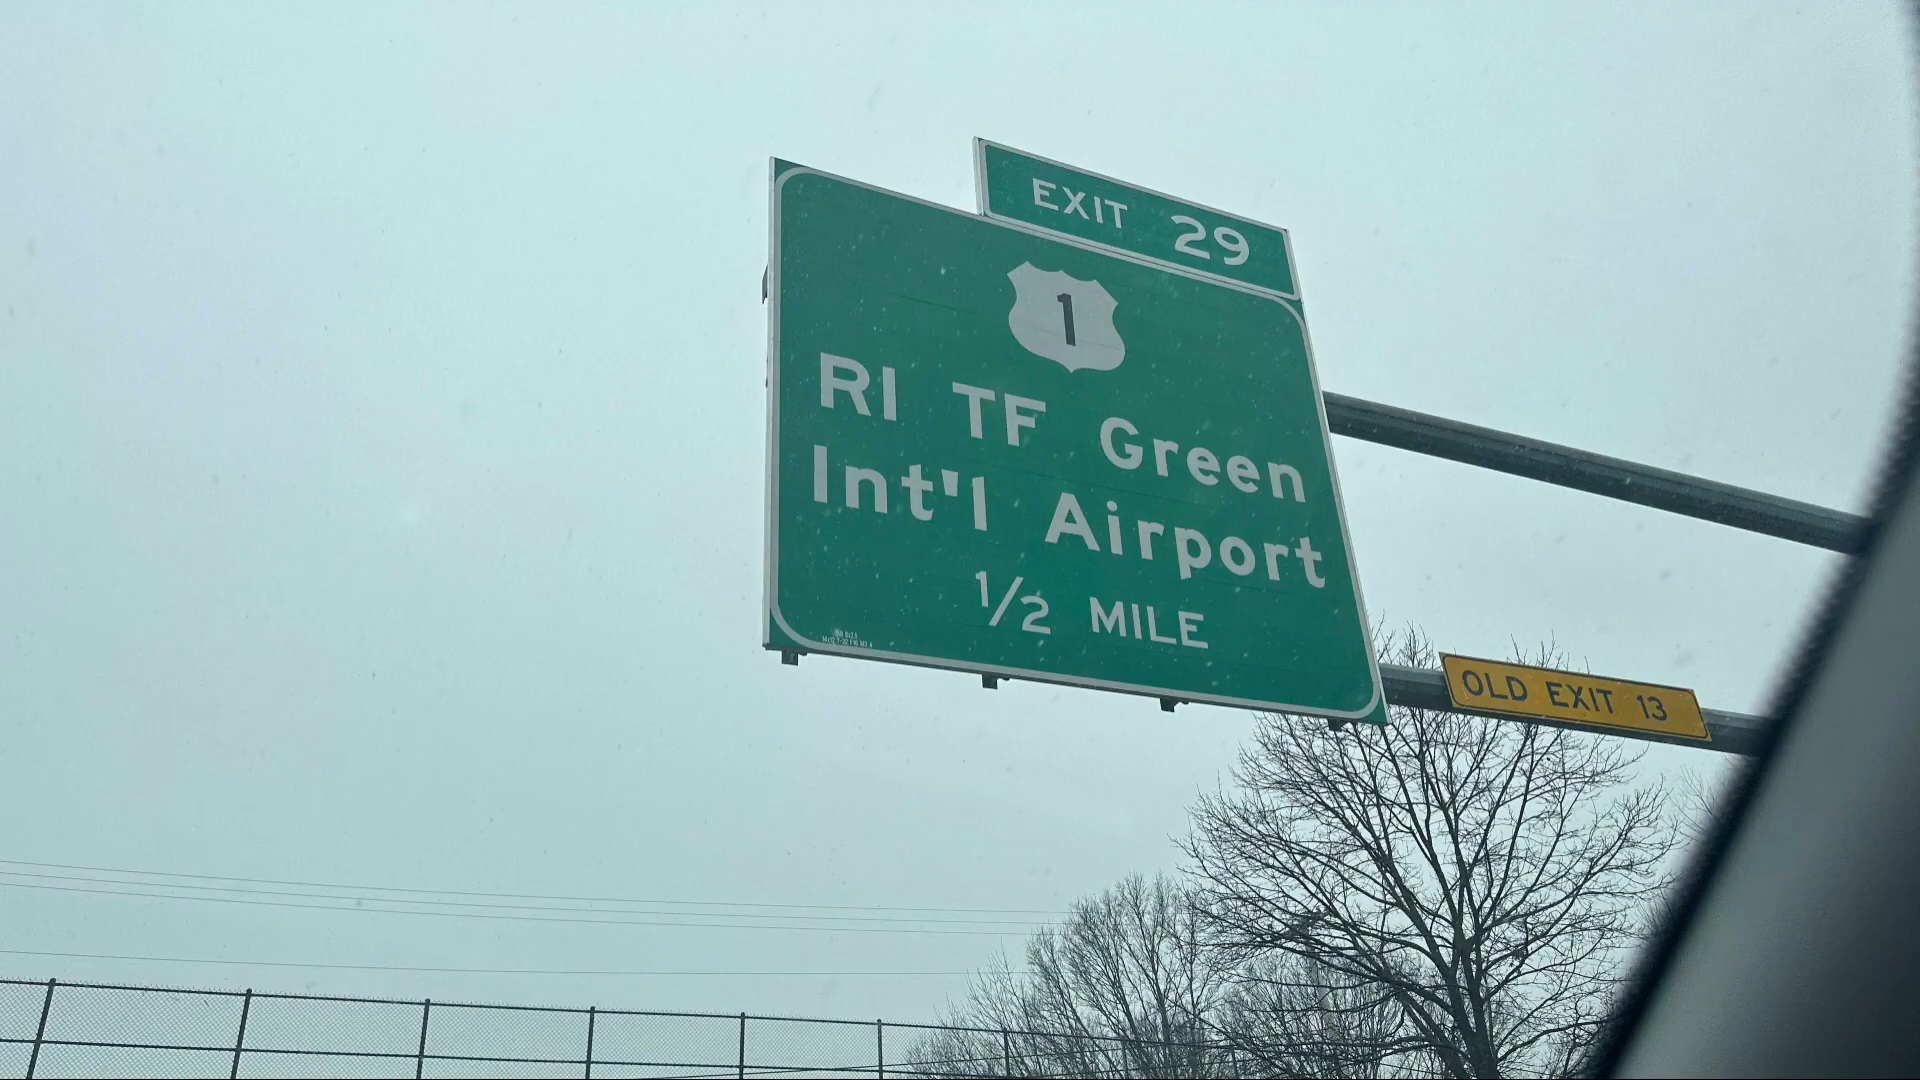 EXIT 29
1
RI TF Green
Int'l Airport
1/2 MILE
OLD EXIT 13